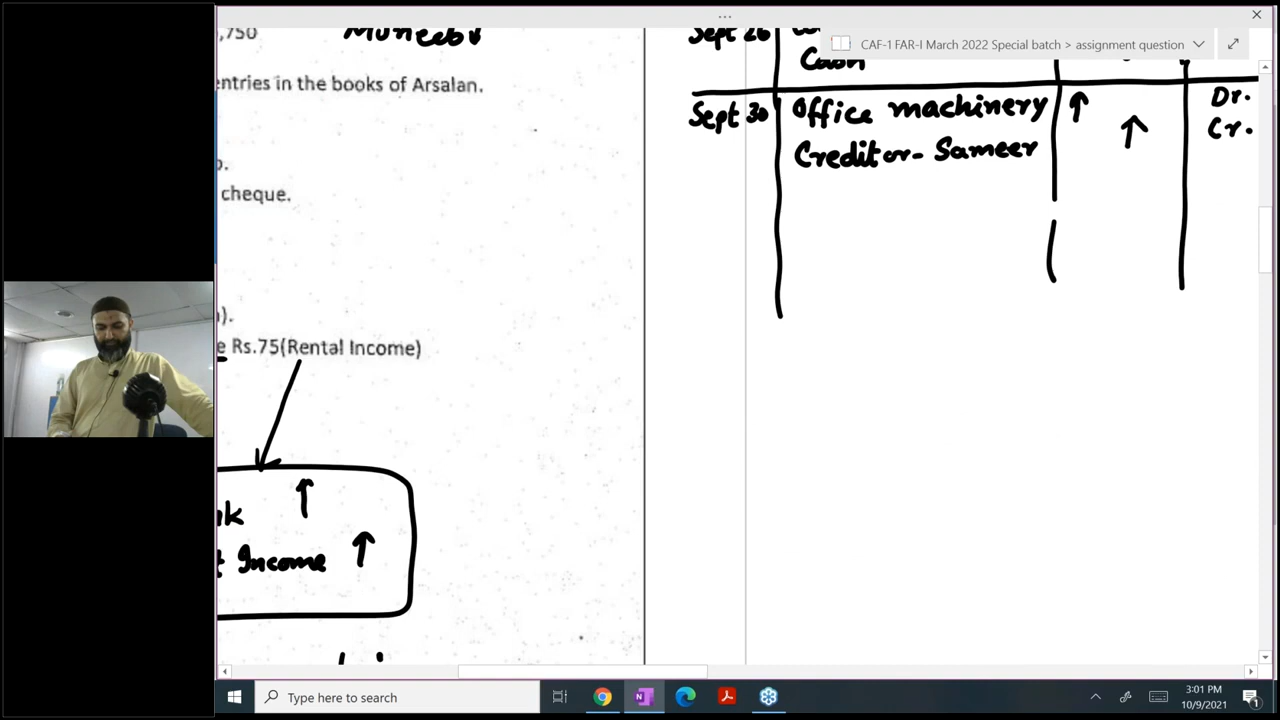 ...
CAF-1 FAR-I March 2022 Special batch > assignment question
,750
Muneeb
entries in the books of Arsalan.
cheque.
Rs.75(Rental Income)
Income
Sept 26
Cash
Sept 30
Office machinery
Dr.
Creditor- Sameer
Cr.
Type here to search
3:01 PM
10/9/2021
1